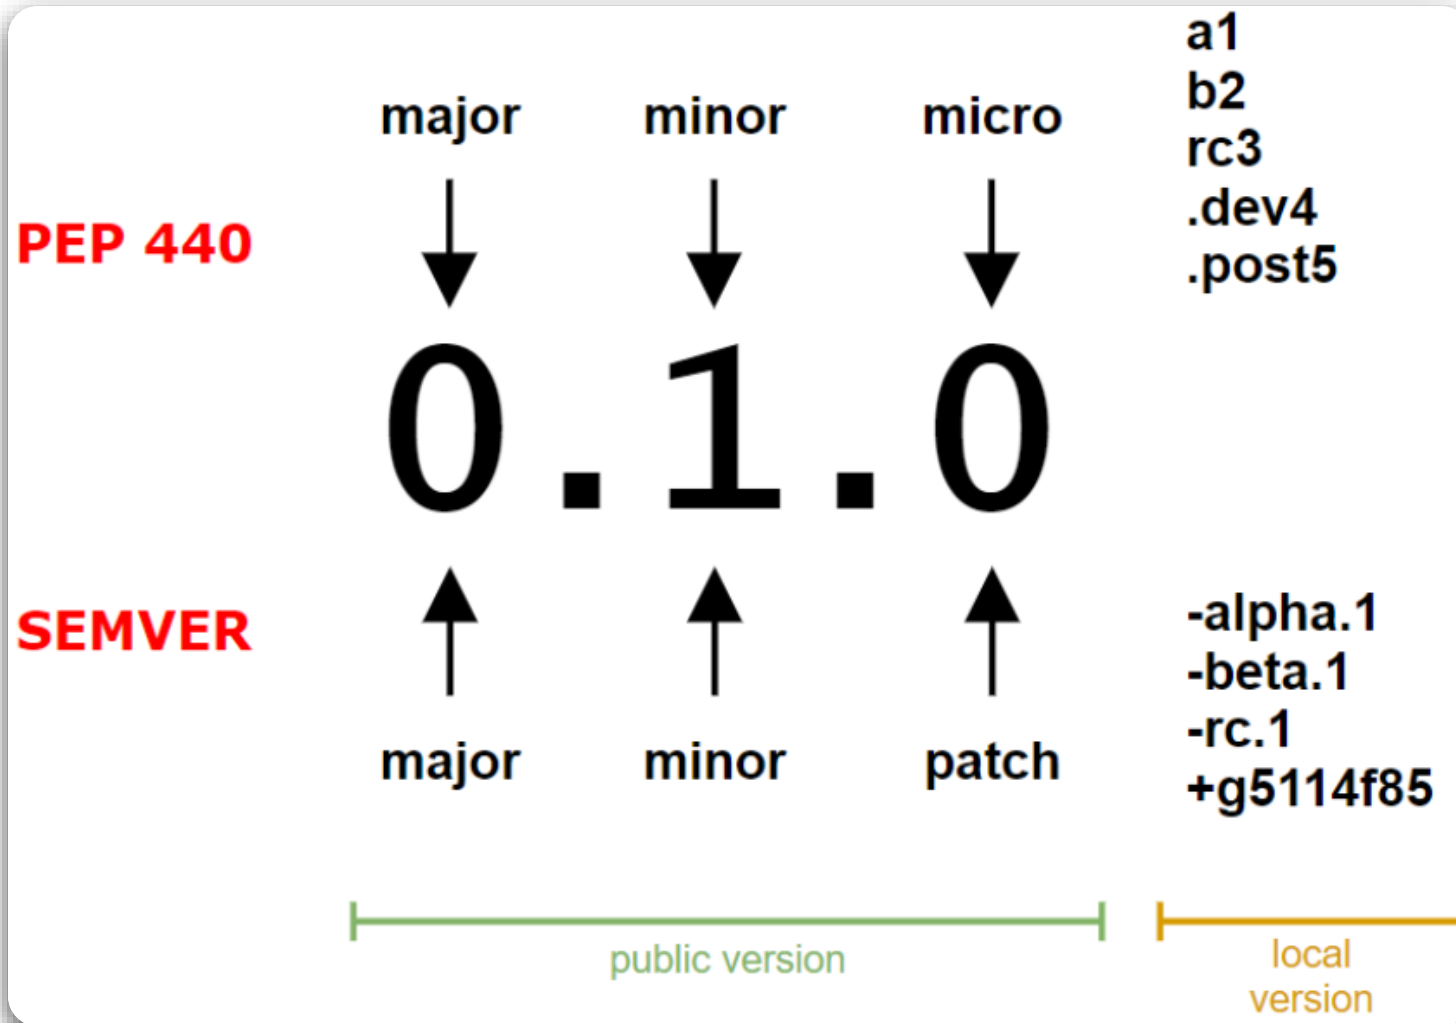 a1
b2
rc3
.dev4
.post5
major minor micro
PEP 440
0.1.0
SEMVER
-alpha.1
-beta.1
-rc.1
+g5114f85
major minor patch
public version
local
version